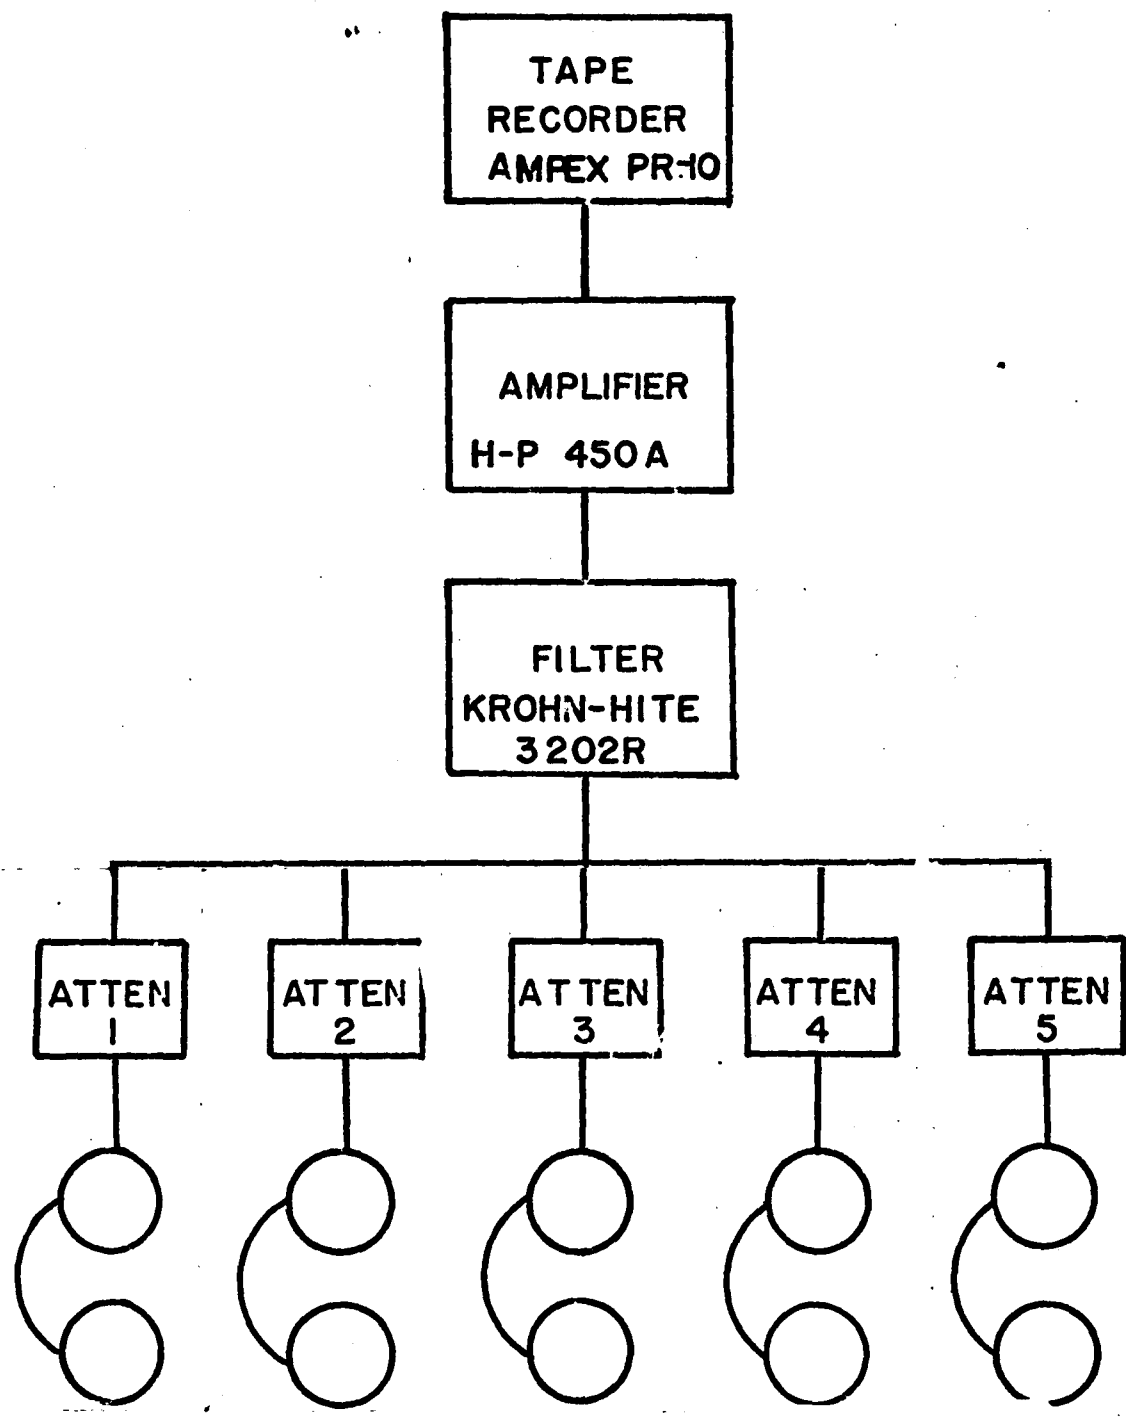 TAPE
RECORDER
AMPEX PR-10
AMPLIFIER
H-P 450A
FILTER
KROHN-HITE
3202R
ATTEN
1
ATTEN
2
ATTEN
3
ATTEN
4
ATTEN
5